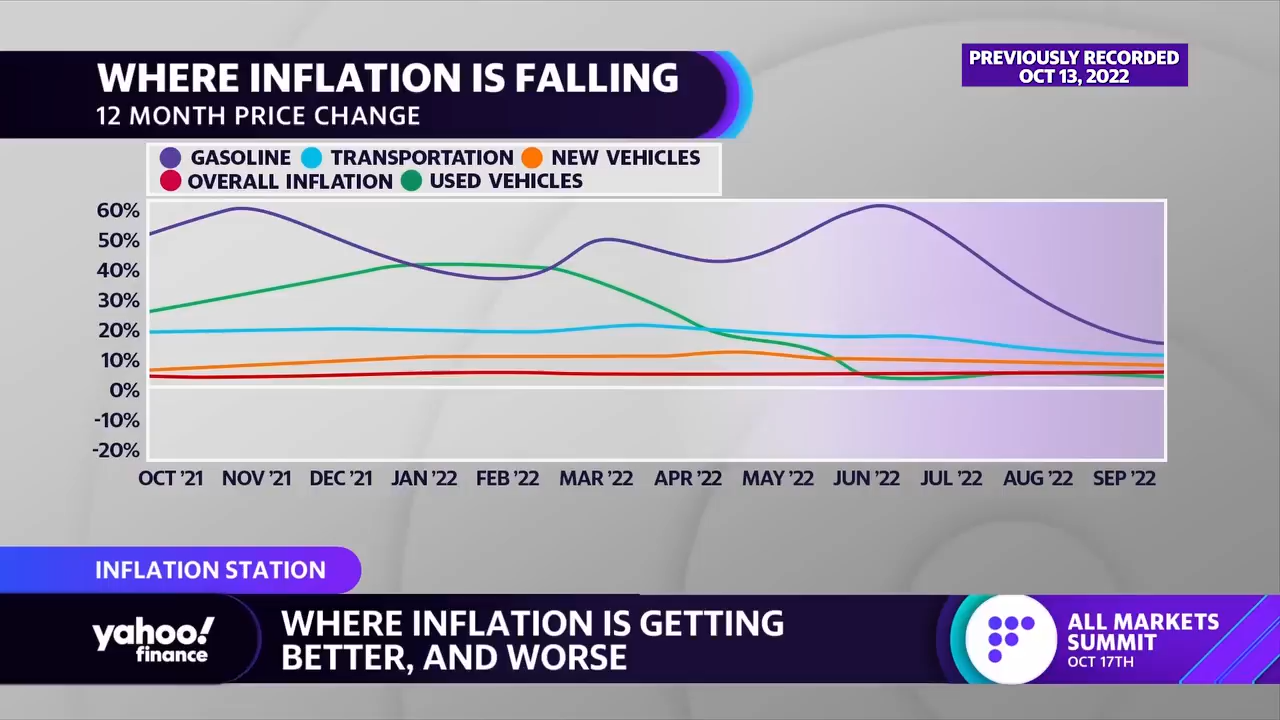 WHERE INFLATION IS FALLING
12 MONTH PRICE CHANGE
PREVIOUSLY RECORDED
OCT 13, 2022
GASOLINE TRANSPORTATION NEW VEHICLES
OVERALL INFLATION USED VEHICLES
60%
50%
40%
30%
20%
10%
0%
-10%
-20%
OCT '21 NOV '21 DEC '21 JAN '22 FEB '22 MAR '22 APR '22 MAY '22 JUN '22 JUL '22 AUG '22 SEP '22
INFLATION STATION
yahoo!
finance
WHERE INFLATION IS GETTING
BETTER, AND WORSE
ALL MARKETS
SUMMIT
OCT 17TH